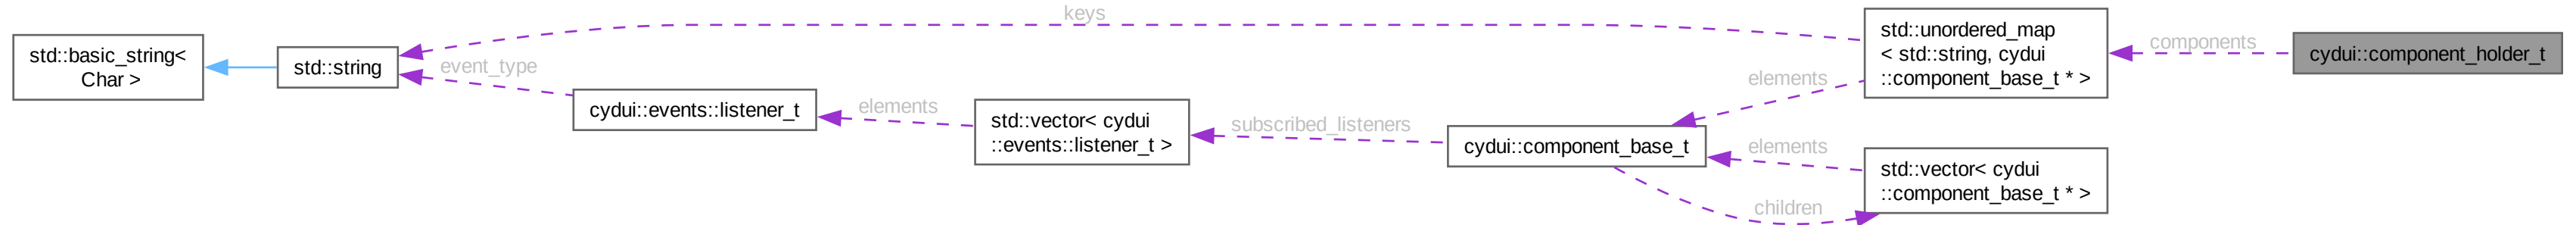 std::basic_string<
Char >
std::string
keys
event_type
cydui::events::listener_t
elements
std::vector< cydui
::events::listener_t >
subscribed_listeners
cydui::component_base_t
elements
elements
children
std::unordered_map
< std::string, cydui
::component_base_t * >
std::vector< cydui
::component_base_t * >
components
cydui::component_holder_t